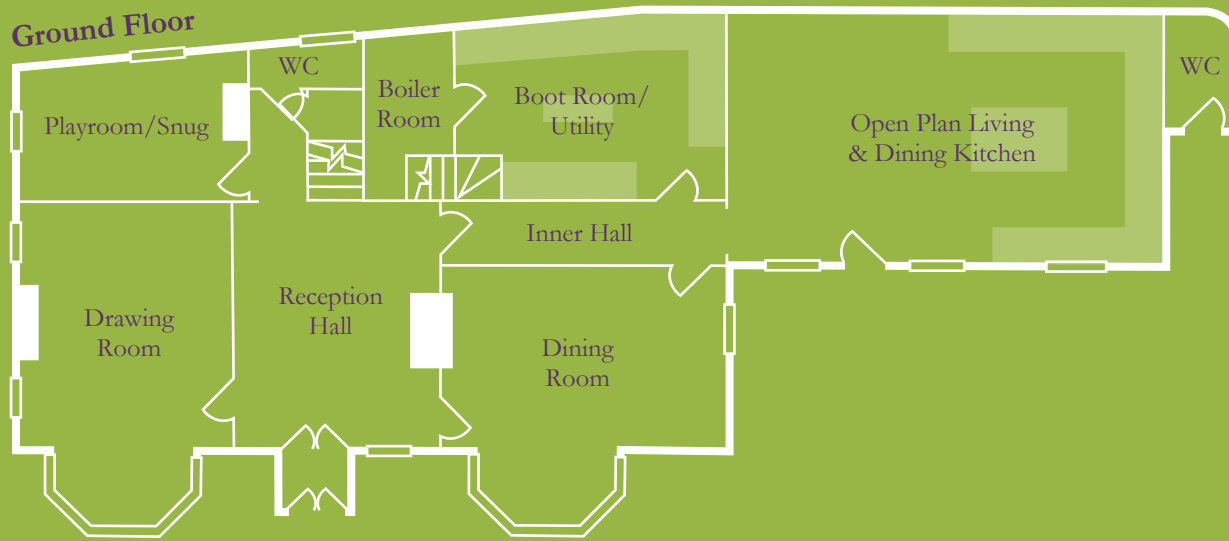 Ground Floor
WC
WC
Boiler
Room
Boot Room/
Utility
Playroom/Snug
Open Plan Living
& Dining Kitchen
Inner Hall
Reception
Hall
Drawing
Room
Dining
Room